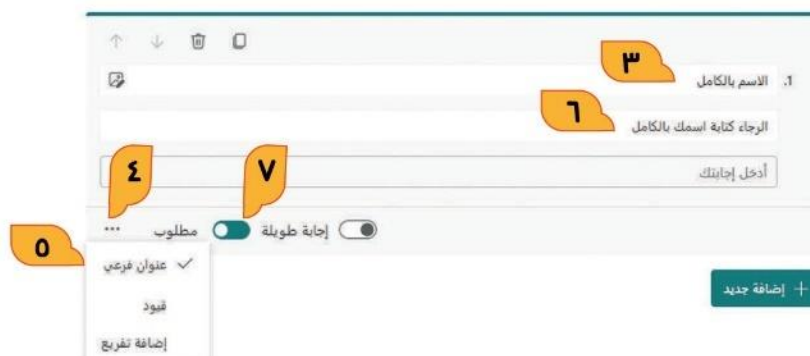 ٣
1. الاسم بالكامل
٦
الرجاء كتابة اسمك بالكامل
أدخل إجابتك
٧
٤
إجابة طويلة مطلوب ...
٥
✓ عنوان فرعي
قيود
إضافة تفريع
+ إضافة جديد